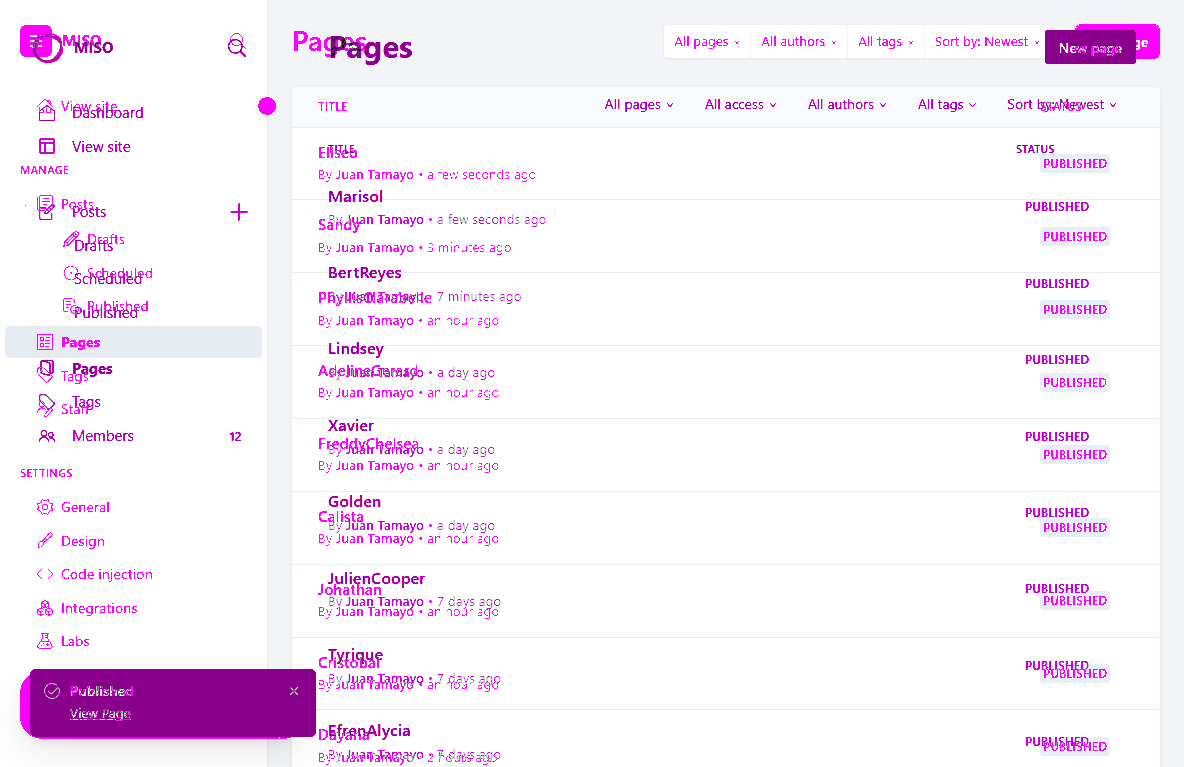 MISO
MISO
Pages
Pages
All pages
All authors
All tags
Sort by: Newest
New page
View site
Dashboard
TITLE
All pages
All access
All authors
All tags
Sort by: Newest
STATUS
View site
MANAGE
TITLE
STATUS
Eliseo
PUBLISHED
By Juan Tamayo • a few seconds ago
Marisol
PUBLISHED
By Juan Tamayo • a few seconds ago
Posts
Posts
Sandy
PUBLISHED
By Juan Tamayo • 3 minutes ago
Drafts
Drafts
Scheduled
Scheduled
BertReyes
PUBLISHED
By Juan Tamayo • 7 minutes ago
Published
Published
PUBLISHED
By Juan Tamayo • an hour ago
Pages
Lindsey
PUBLISHED
By Juan Tamayo • a day ago
Pages
Tags
AdelineGerard
PUBLISHED
By Juan Tamayo • an hour ago
Tags
Staff
Members
12
Xavier
PUBLISHED
By Juan Tamayo • a day ago
FreddyChelsea
PUBLISHED
By Juan Tamayo • an hour ago
SETTINGS
General
Design
Code injection
Integrations
Labs
Golden
PUBLISHED
By Juan Tamayo • a day ago
Calista
PUBLISHED
By Juan Tamayo • an hour ago
JulienCooper
PUBLISHED
By Juan Tamayo • 7 days ago
Johathan
PUBLISHED
By Juan Tamayo • an hour ago
Tyrique
PUBLISHED
By Juan Tamayo • 7 days ago
Cristobal
PUBLISHED
By Juan Tamayo • an hour ago
Published
View Page
EfrenAlycia
PUBLISHED
By Juan Tamayo • 7 days ago
Dayana
PUBLISHED
By Juan Tamayo • 2 hours ago